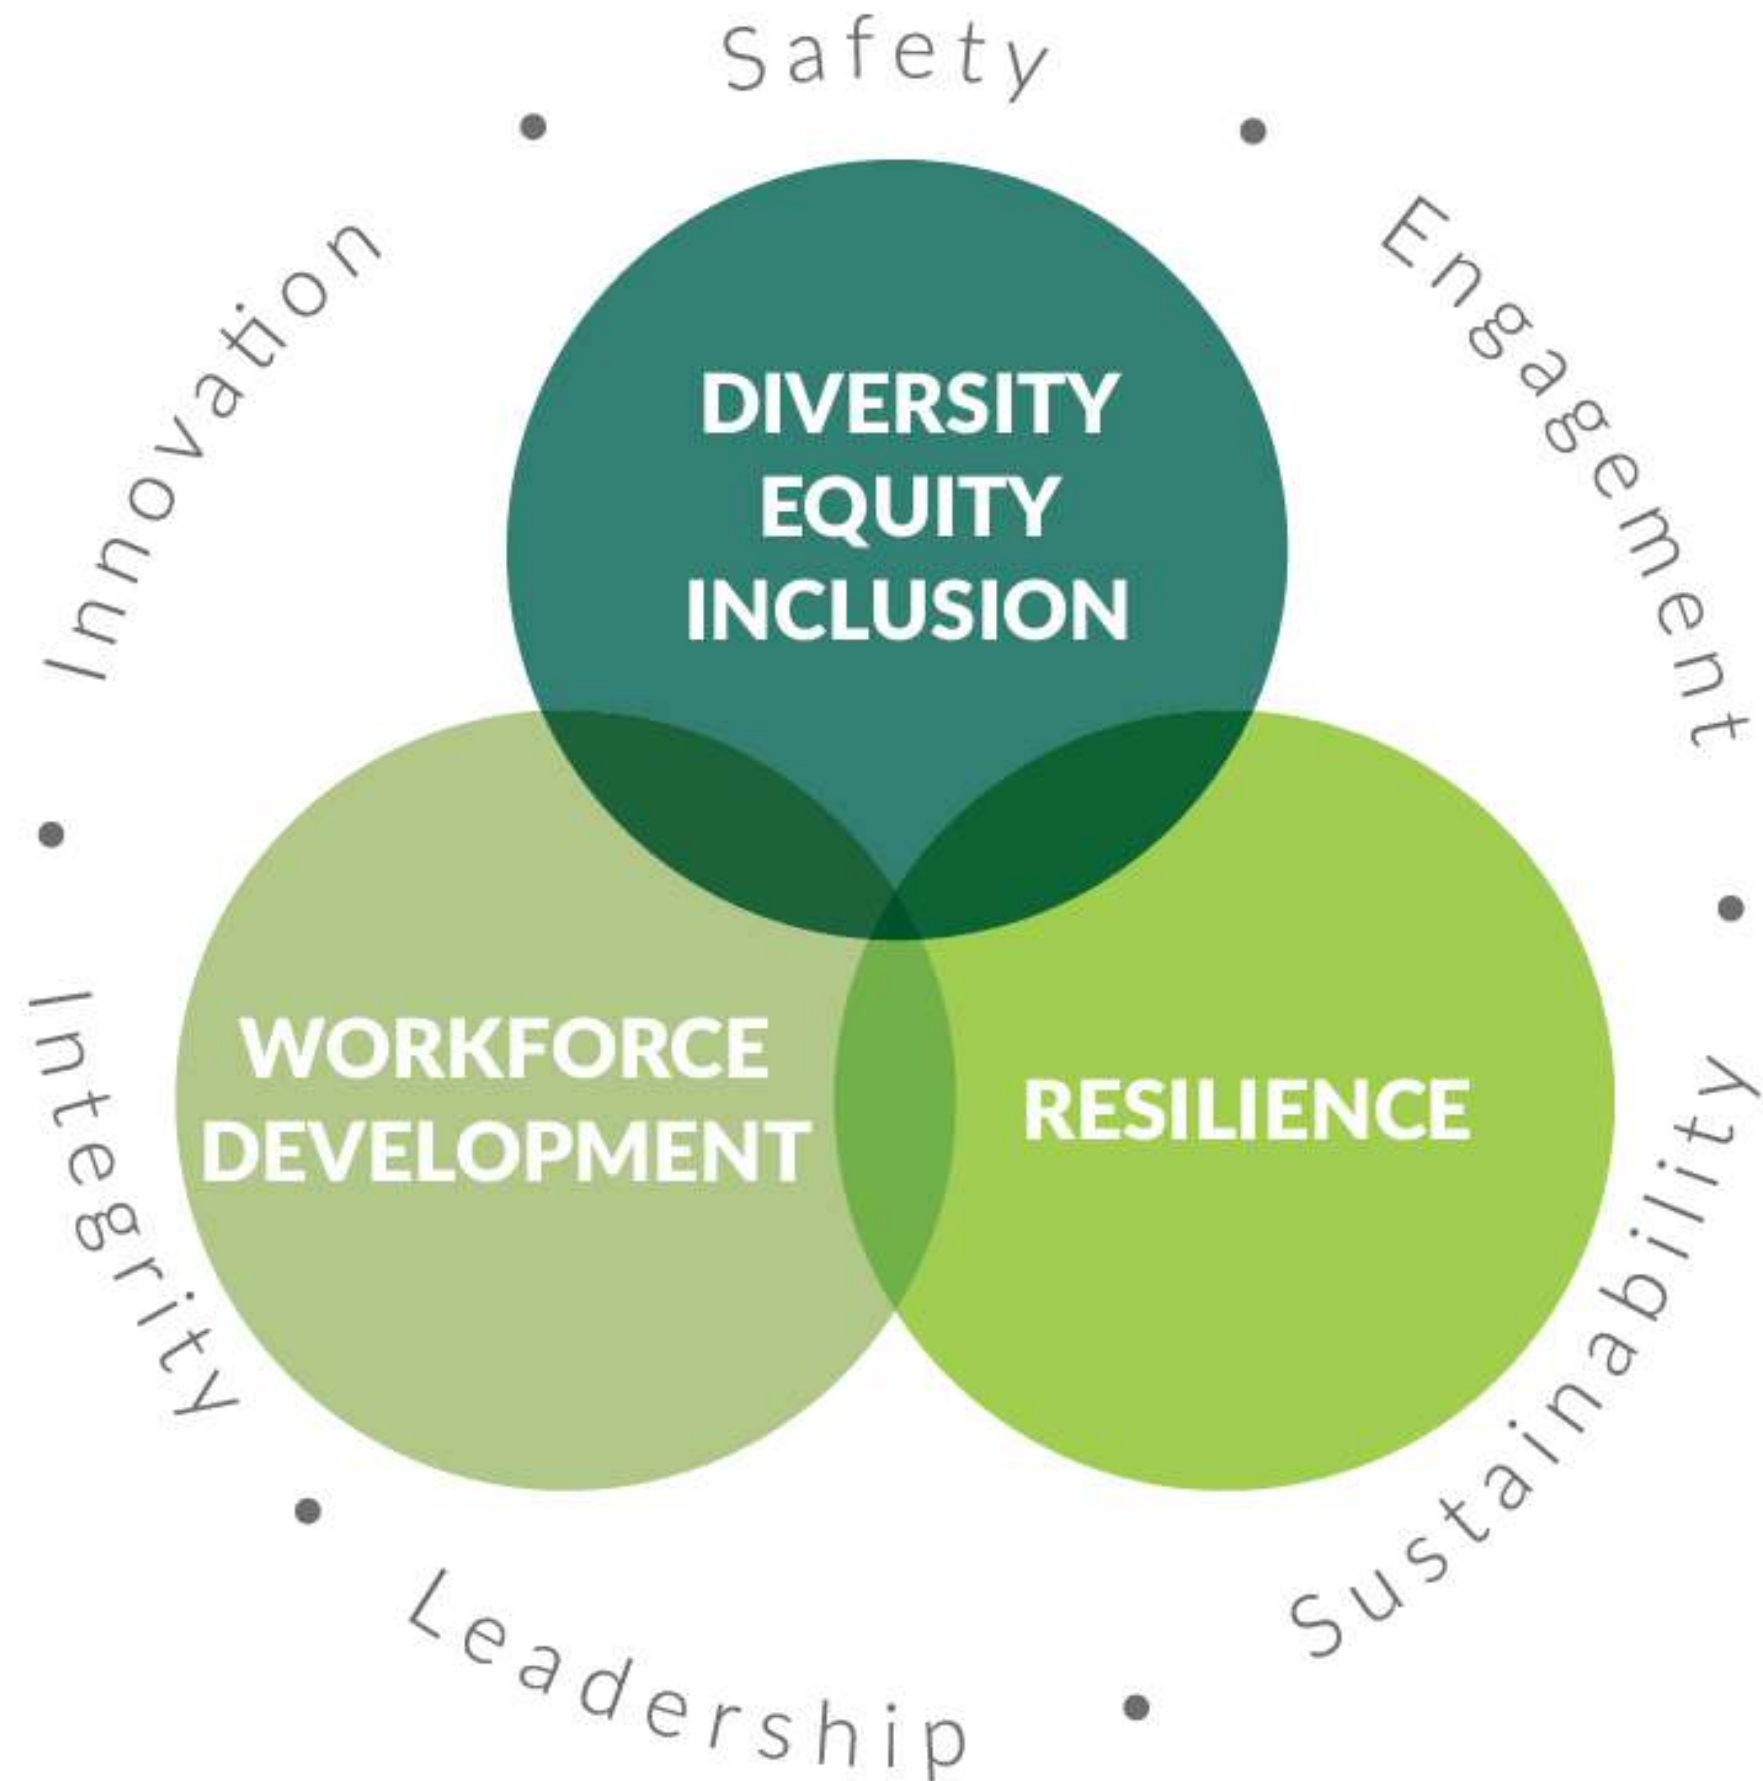 Safety
Engagement
Sustainability
Leadership
Integrity
Innovation
DIVERSITY
EQUITY
INCLUSION
WORKFORCE
DEVELOPMENT
RESILIENCE